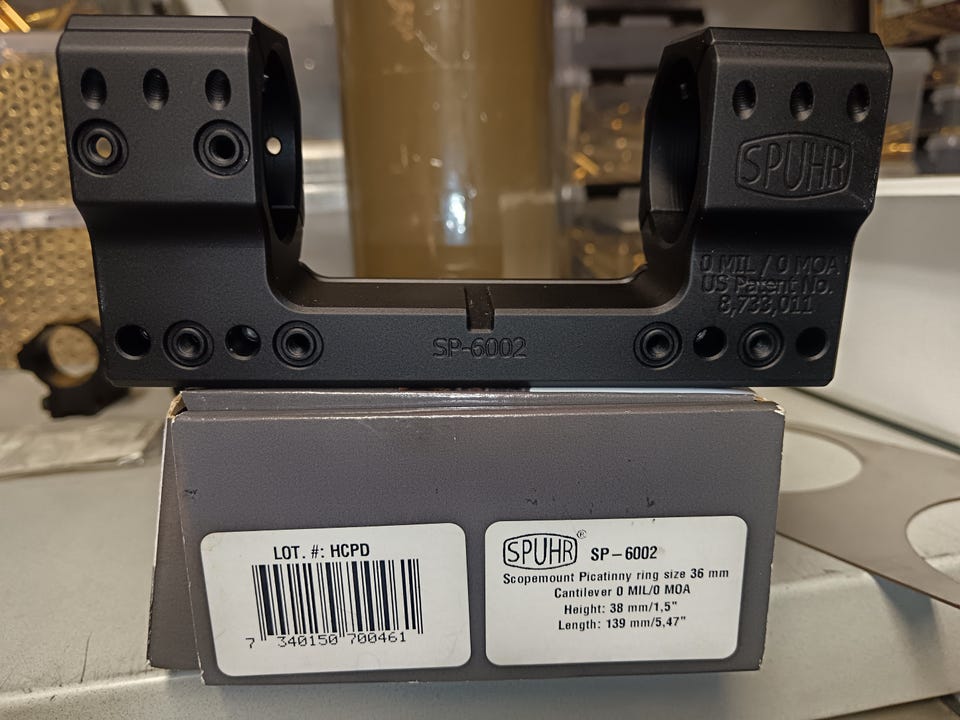 SPUHR
0 MIL / 0 MOA
US Patent No.
8,733,011
SP-6002
LOT. #: HCPD
7 340150 700461
SPUHR® SP–6002
Scopemount Picatinny ring size 36 mm
Cantilever 0 MIL/0 MOA
Height: 38 mm/1,5"
Length: 139 mm/5,47"